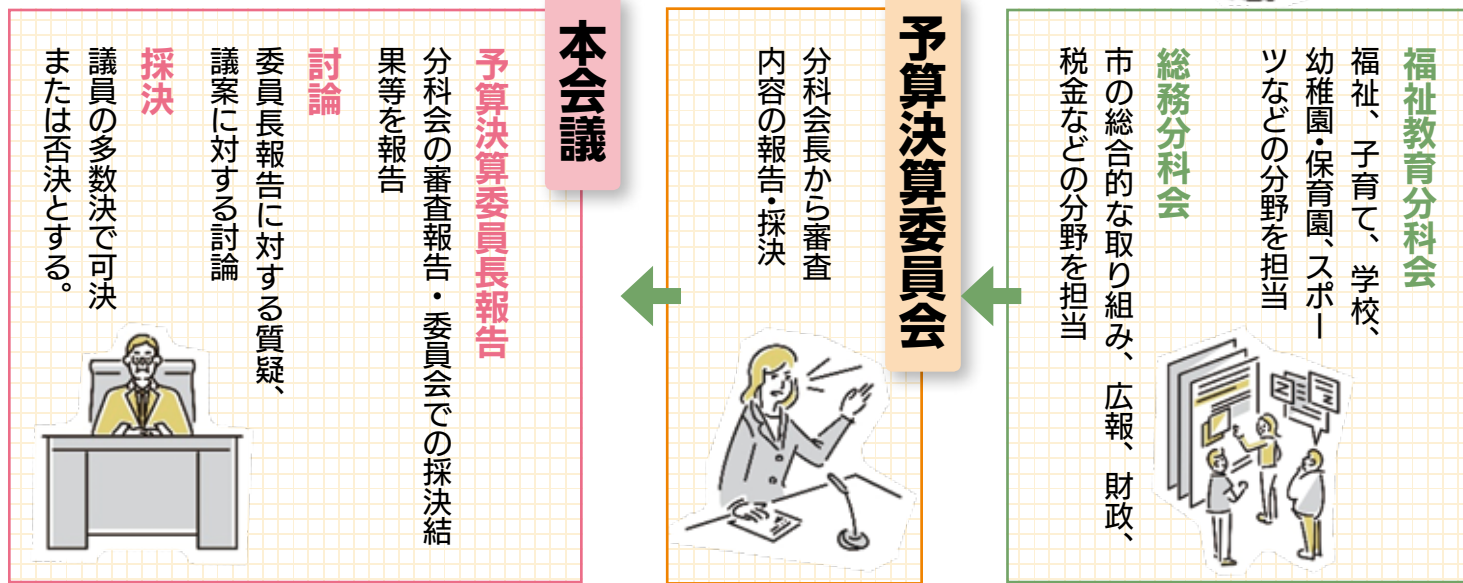 福祉教育分科会
福祉、子育て、学校、
幼稚園・保育園、スポー
ツなどの分野を担当
総務分科会
市の総合的な取り組み、広報、財政、
税金などの分野を担当
予算決算委員会
分科会長から審査
内容の報告・採決
本会議
予算決算委員長報告
分科会の審査報告・委員会での採決結
果等を報告
討論
委員長報告に対する質疑、
議案に対する討論
採決
議員の多数決で可決
または否決とする。